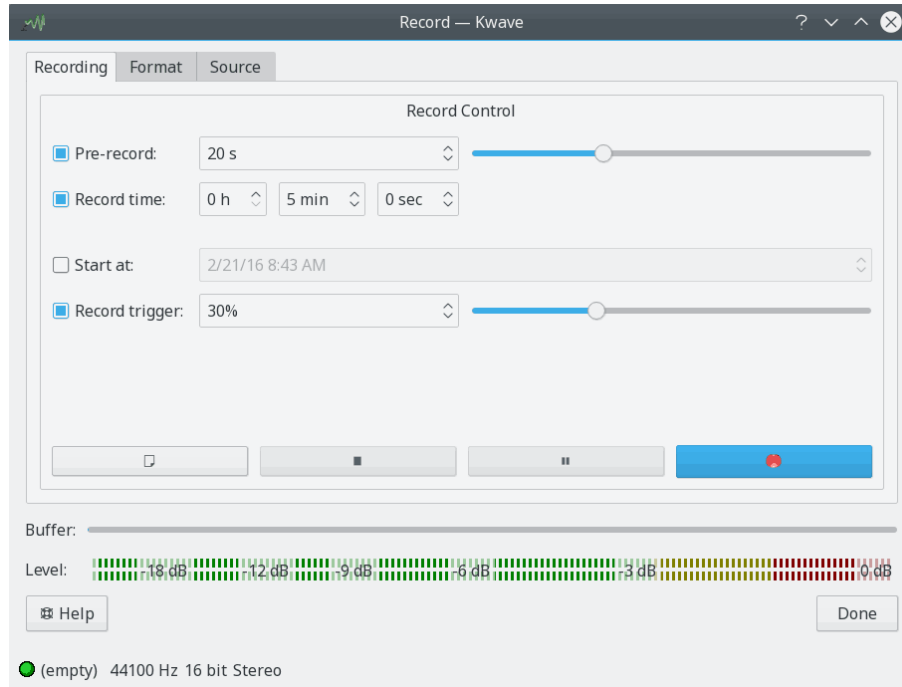 Record — Kwave
Recording Format Source
Record Control
Pre-record: 20 s
Record time: 0 h 5 min 0 sec
Start at: 2/21/16 8:43 AM
Record trigger: 30%
Buffer:
Level: -18 dB -12 dB -9 dB -6 dB -3 dB 0 dB
Help Done
(empty) 44100 Hz 16 bit Stereo